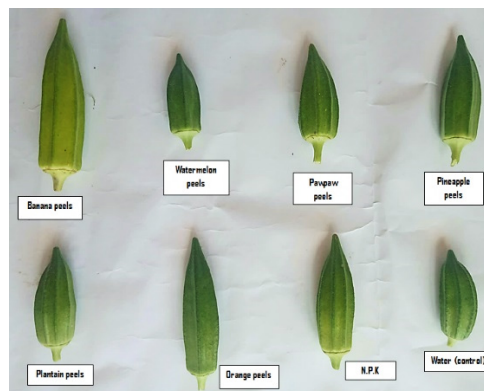 Banana peels
Watermelon
peels
Pawpaw
peels
Pineapple
peels
Plantain peels
Orange peels
N.P.K
Water (control)